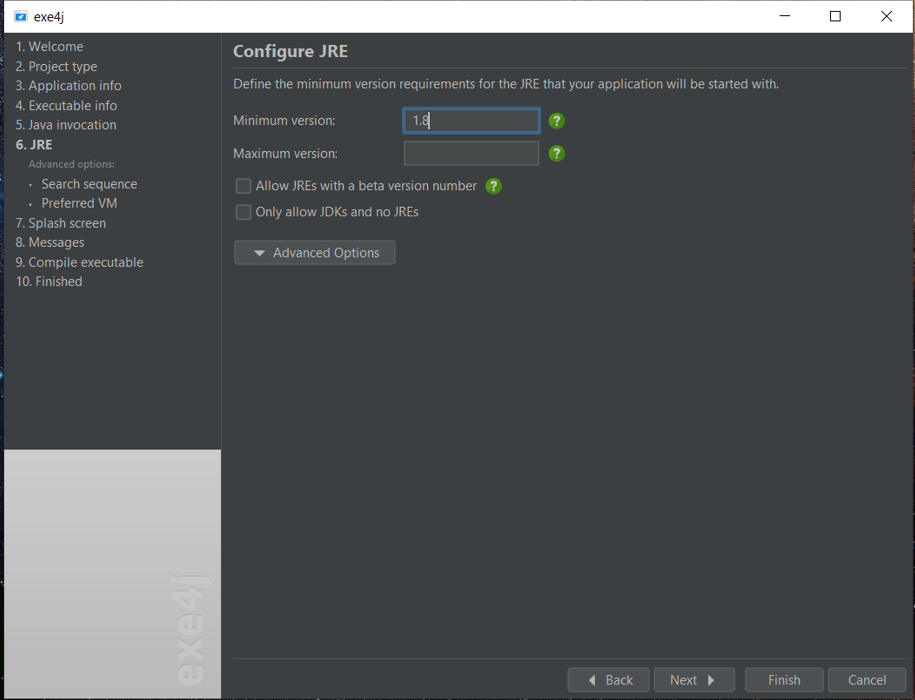 exe4j
1. Welcome
2. Project type
3. Application info
4. Executable info
5. Java invocation
6. JRE
Advanced options:
· Search sequence
· Preferred VM
7. Splash screen
8. Messages
9. Compile executable
10. Finished
exe4j
Configure JRE
Define the minimum version requirements for the JRE that your application will be started with.
Minimum version: 1.8 ?
Maximum version: ?
Allow JREs with a beta version number ?
Only allow JDKs and no JREs
Advanced Options
Back Next Finish Cancel